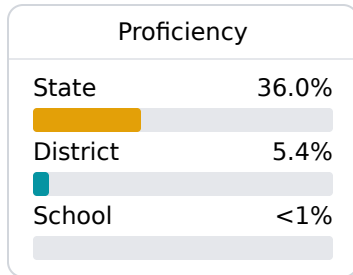 Proficiency
State 36.0%
District 5.4%
School <1%